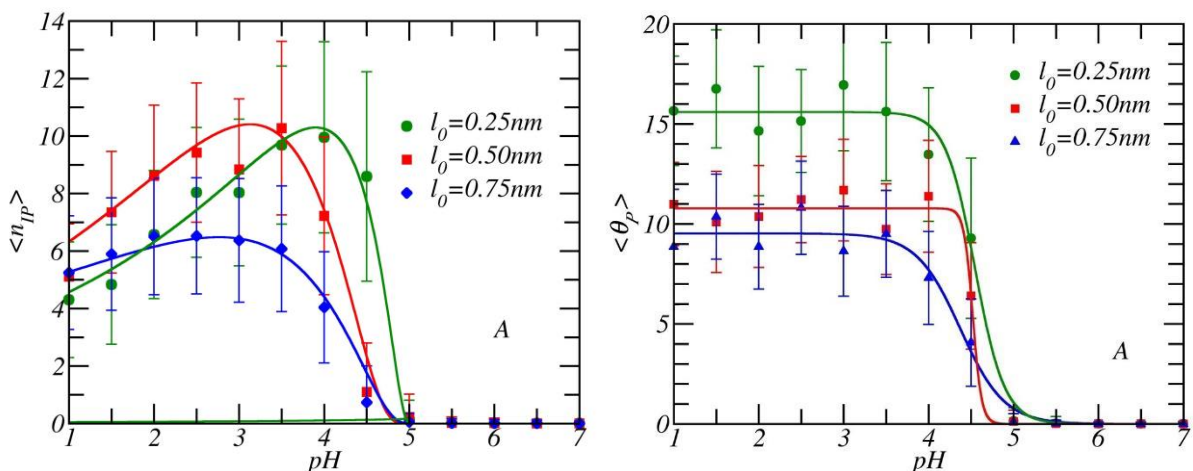 14
12
10
8
6
4
2
0
<n_IP>
l_0=0.25nm
l_0=0.50nm
l_0=0.75nm
A
1 2 3 4 5 6 7
pH
20
15
10
5
0
<θ_P>
l_0=0.25nm
l_0=0.50nm
l_0=0.75nm
A
1 2 3 4 5 6 7
pH